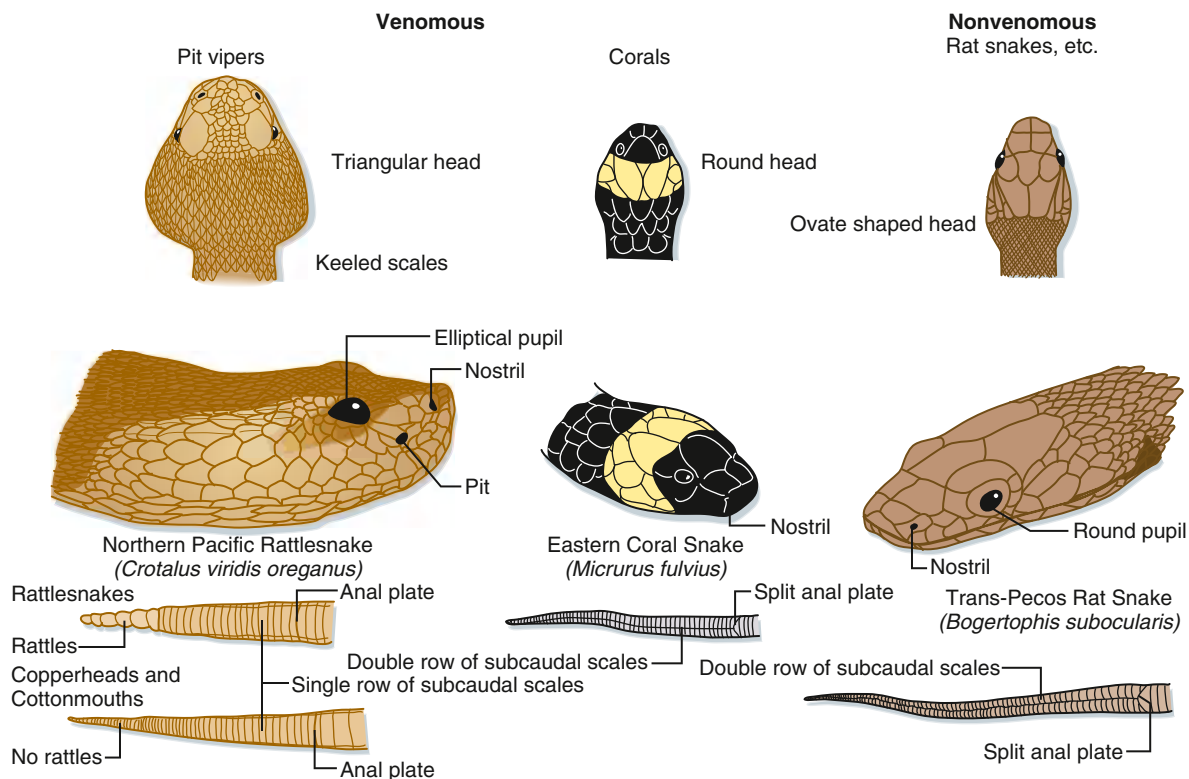 Venomous
Nonvenomous
Pit vipers
Corals
Rat snakes, etc.
Triangular head
Round head
Ovate shaped head
Keeled scales
Elliptical pupil
Nostril
Pit
Northern Pacific Rattlesnake
(Crotalus viridis oreganus)
Nostril
Eastern Coral Snake
(Micrurus fulvius)
Round pupil
Nostril
Trans-Pecos Rat Snake
(Bogertophis subocularis)
Rattlesnakes
Anal plate
Rattles
Copperheads and
Cottonmouths
Single row of subcaudal scales
No rattles
Anal plate
Split anal plate
Double row of subcaudal scales
Double row of subcaudal scales
Split anal plate